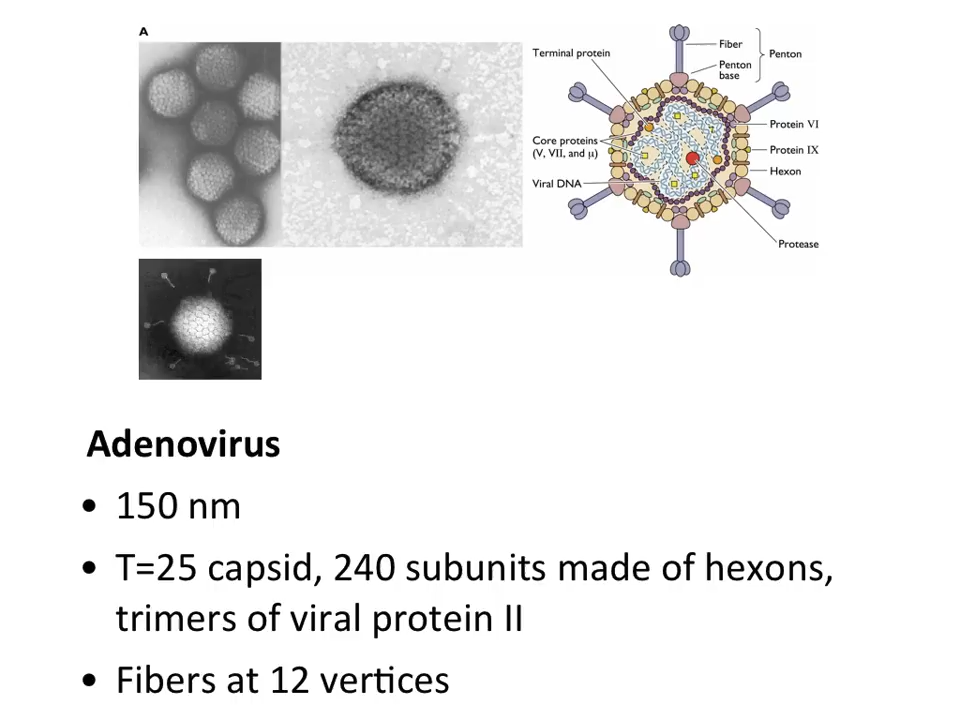 A
Terminal protein
Core proteins
(V, VII, and μ)
Viral DNA
Fiber
Penton
Penton
base
Protein VI
Protein IX
Hexon
Protease
Adenovirus
• 150 nm
• T=25 capsid, 240 subunits made of hexons,
trimers of viral protein II
• Fibers at 12 vertices